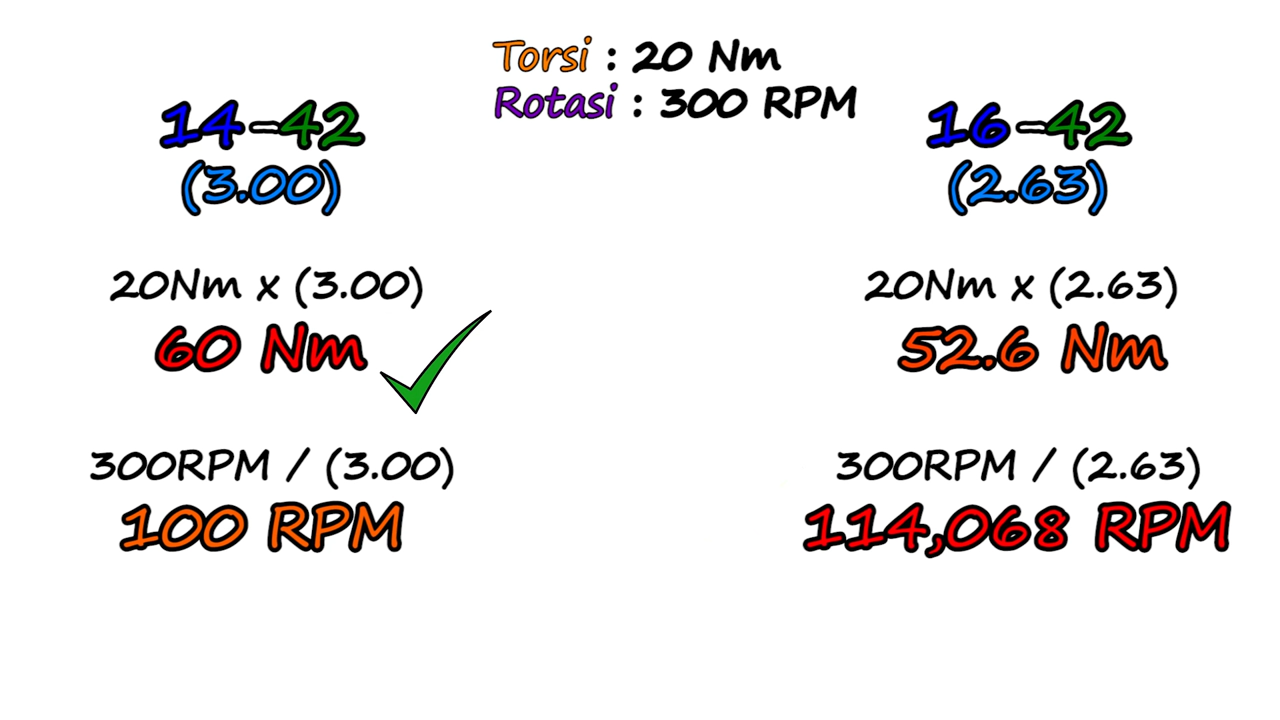 Torsi : 20 Nm
Rotasi : 300 RPM
14-42
(3.00)
20Nm x (3.00)
60 Nm
300RPM / (3.00)
100 RPM
16-42
(2.63)
20Nm x (2.63)
52.6 Nm
300RPM / (2.63)
114,068 RPM